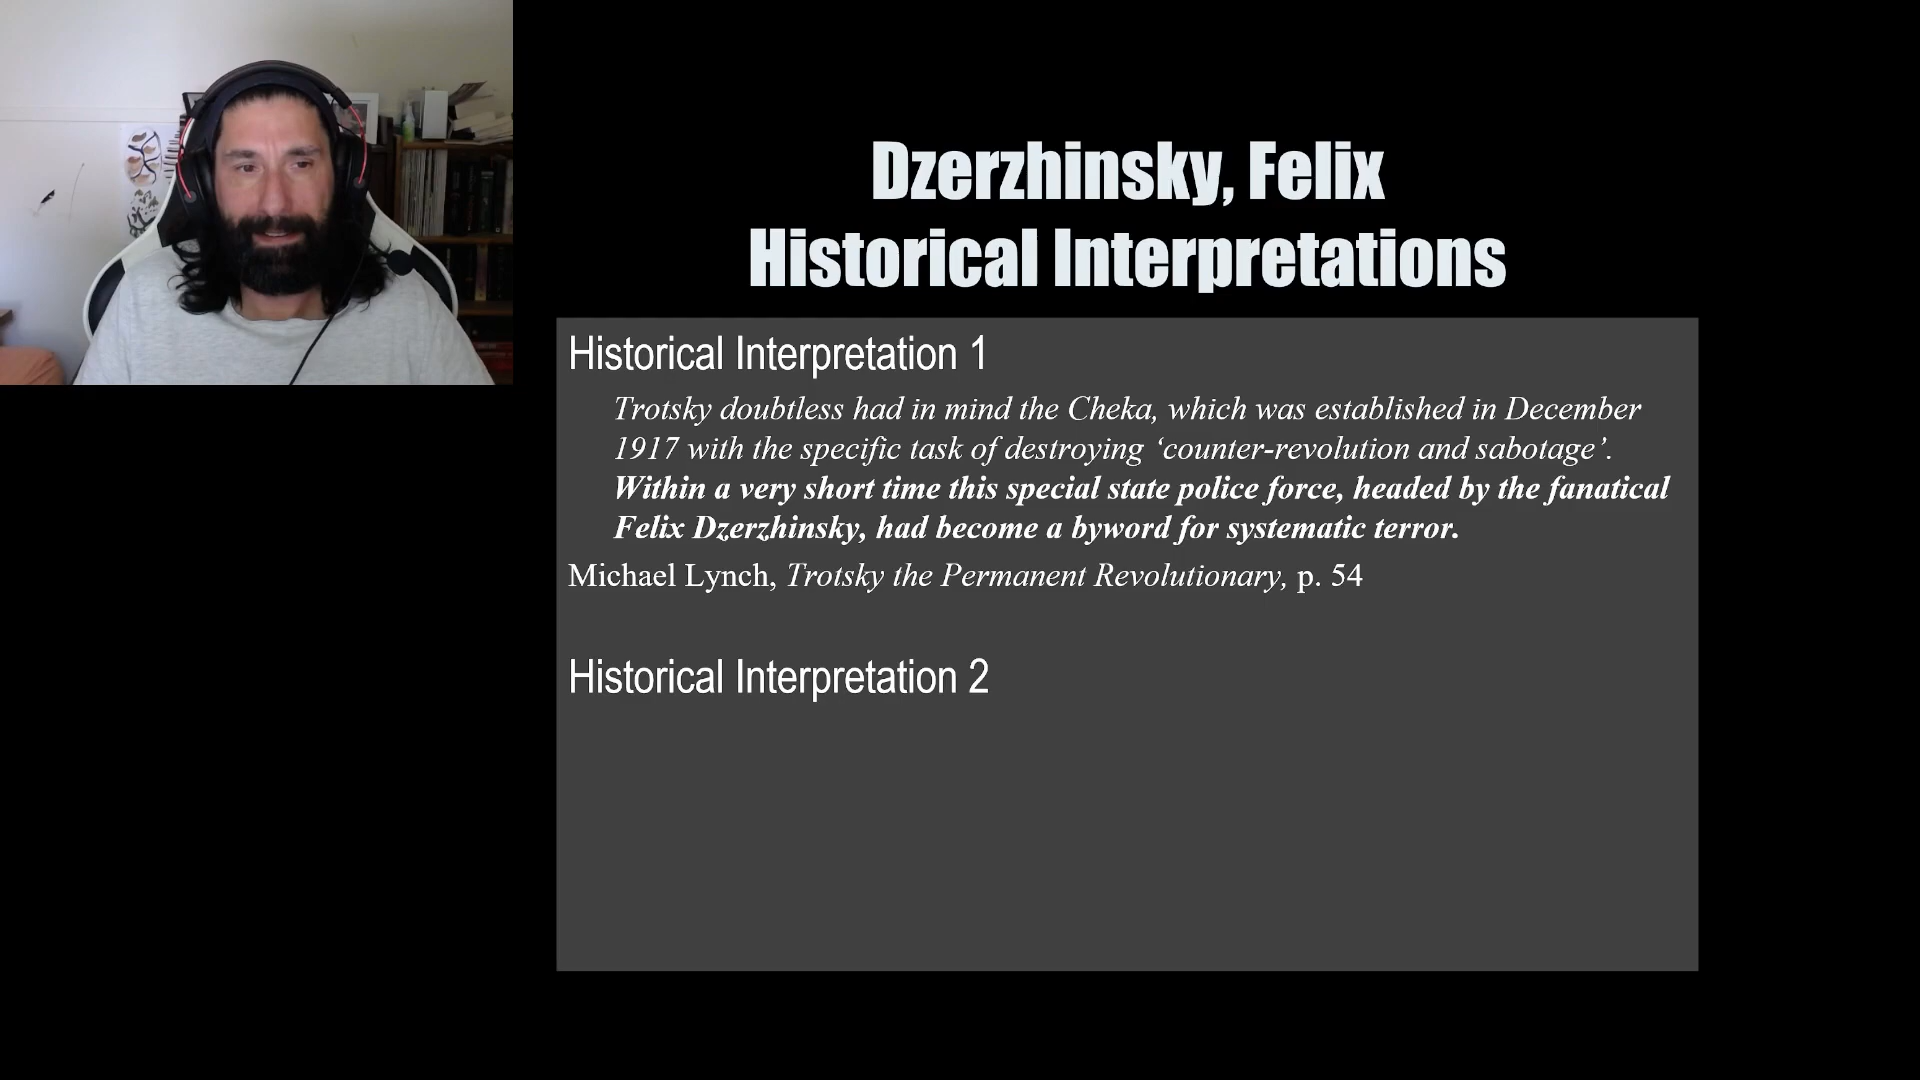 Dzerzhinsky, Felix
Historical Interpretations
Historical Interpretation 1
Trotsky doubtless had in mind the Cheka, which was established in December
1917 with the specific task of destroying ‘counter-revolution and sabotage’.
Within a very short time this special state police force, headed by the fanatical
Felix Dzerzhinsky, had become a byword for systematic terror.
Michael Lynch, Trotsky the Permanent Revolutionary, p. 54
Historical Interpretation 2